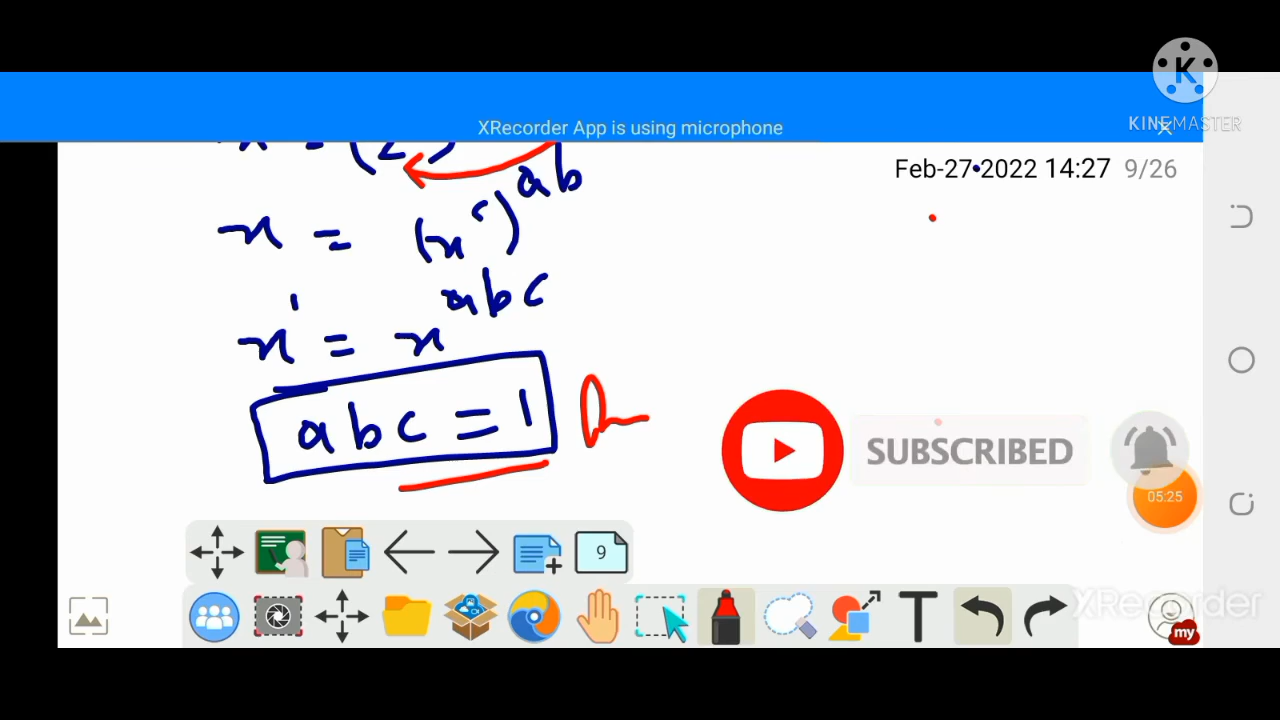 KINEMASTER
XRecorder App is using microphone
Feb-27•2022 14:27 9/26
x = (z )
x = (x^c)^ab
x^1 = x^abc
abc = 1
SUBSCRIBED
05:25
9
XRecorder
T
my